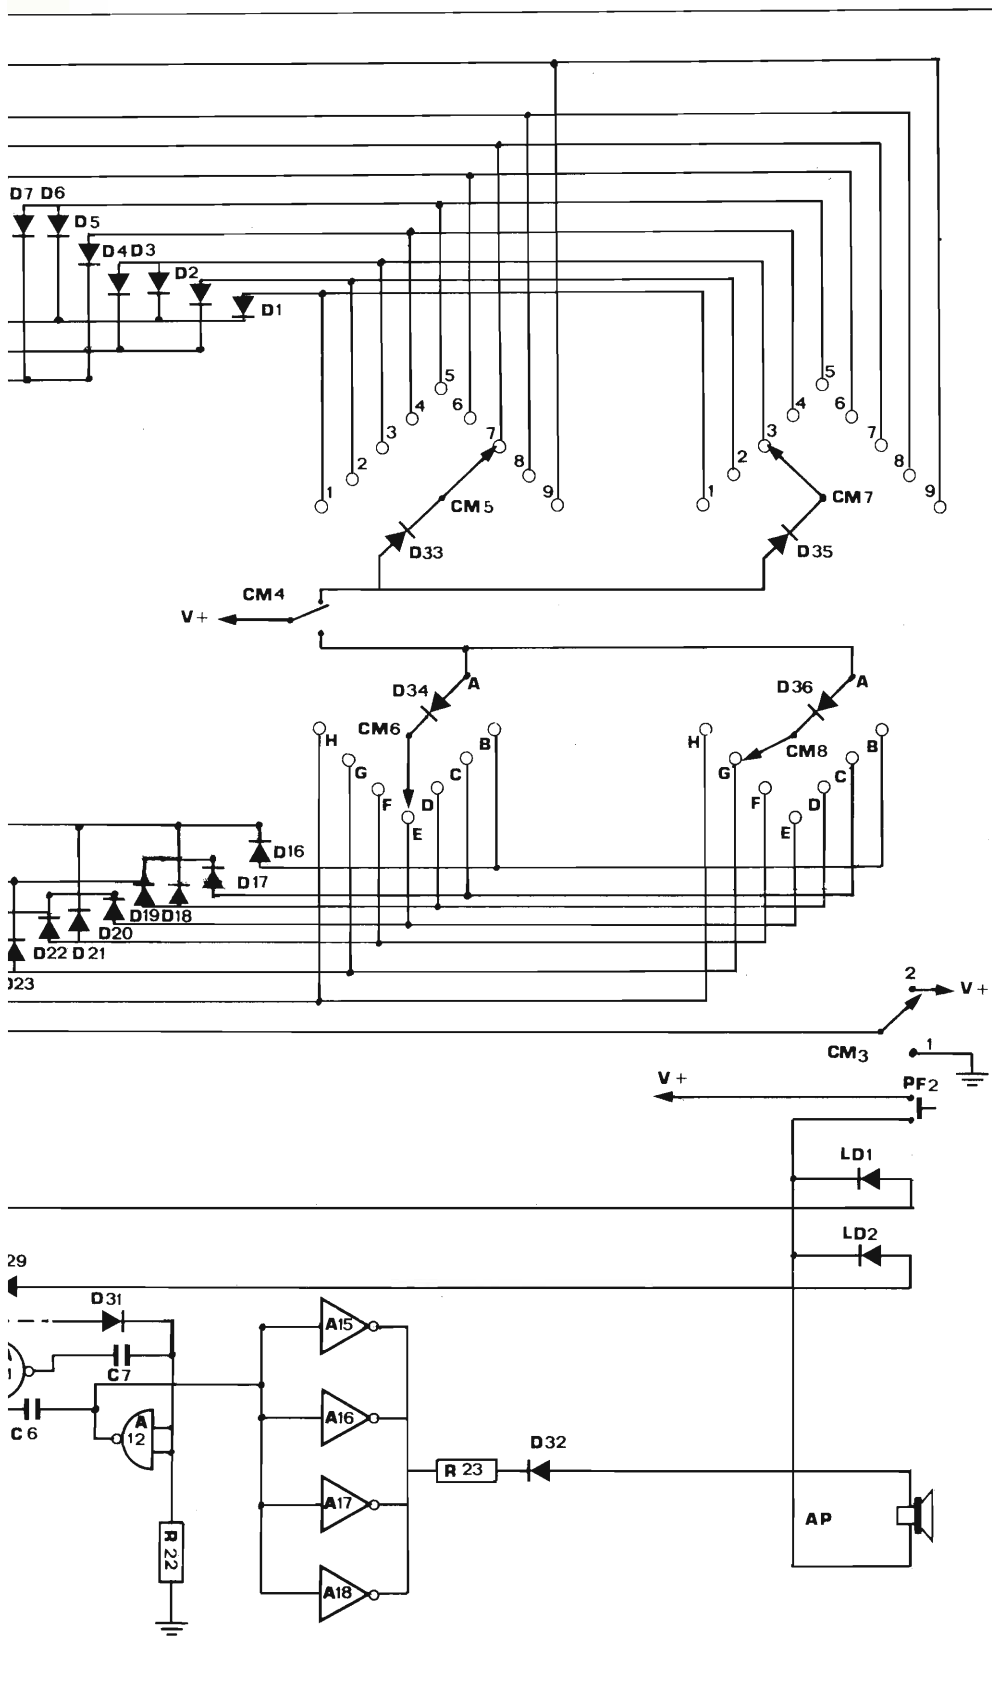 D7 D6
D5
D4 D3
D2
D1
5 5
4 6 4 6
3 7 3 7
2 8 2 8
1 9 1 9
CM5 CM7
D33 D35
CM4
V+
D34 A D36 A
CM6 CM8
H B H B
G C G C
F D F D
E E
D16
D17
D19 D18
D20
D22 D21
D23
2
V+
CM3 1
V+ PF2
LD1
LD2
29
D31
A15
C7
A16
A
12
C6
D32
R 23
A17
AP
R 22
A18